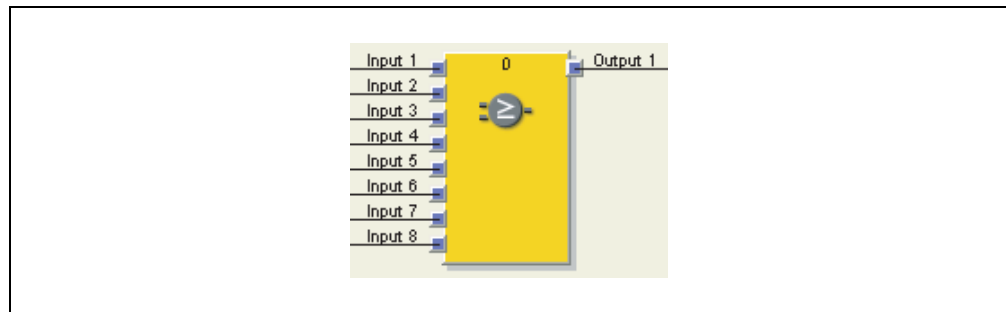 Input 1
0
Output 1
Input 2
Input 3
≥
Input 4
Input 5
Input 6
Input 7
Input 8